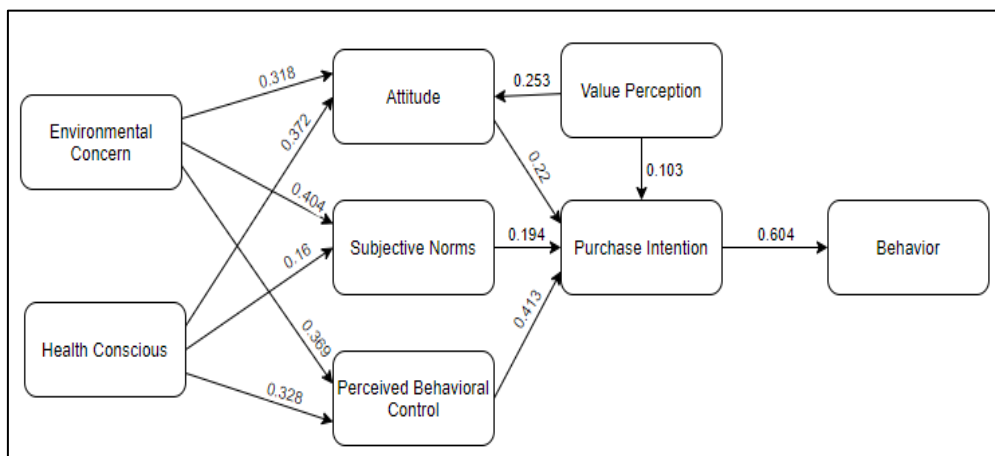 0.318
Attitude
0.253
Value Perception
Environmental
Concern
0.372
0.22
0.103
0.404
Subjective Norms
0.194
Purchase Intention
0.604
Behavior
0.16
Health Conscious
0.369
0.413
0.328
Perceived Behavioral
Control